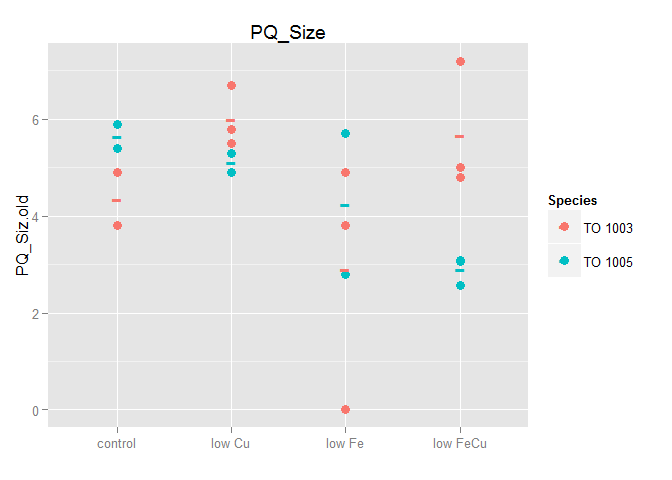 PQ_Size
PQ_Siz.old
6
4
2
0
control
low Cu
low Fe
low FeCu
Species
TO 1003
TO 1005